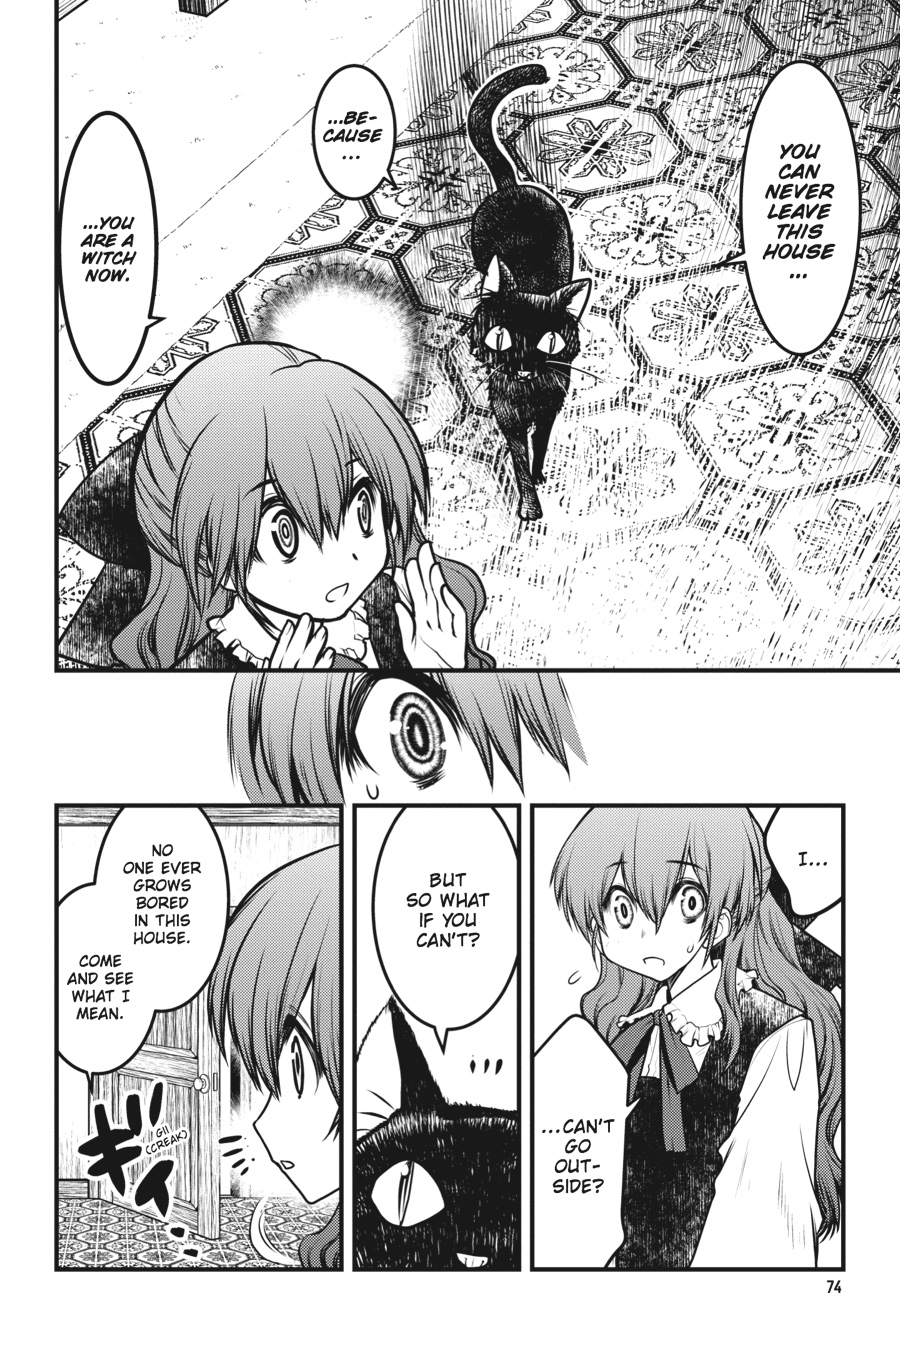 YOU
CAN
NEVER
LEAVE
THIS
HOUSE
...
...BE-
CAUSE
...
...YOU
ARE A
WITCH
NOW.
I...
...CAN'T
GO
OUT-
SIDE?
BUT
SO WHAT
IF YOU
CAN'T?
NO
ONE EVER
GROWS
BORED
IN THIS
HOUSE.
COME
AND SEE
WHAT I
MEAN.
ギィ
GII
(CREAK)
74